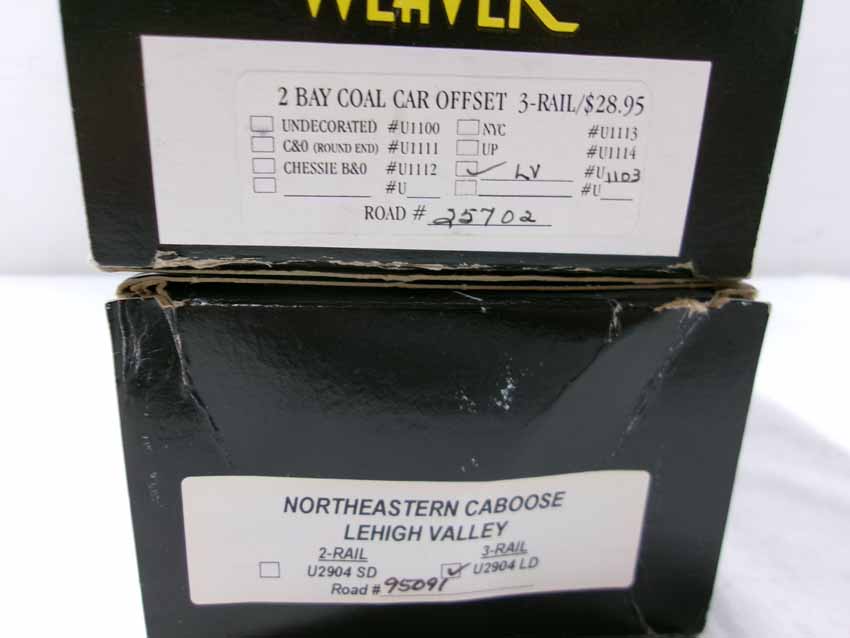 WEAVER
2 BAY COAL CAR OFFSET 3-RAIL/$28.95
UNDECORATED #U1100 NYC #U1113
C&O (ROUND END) #U1111 UP #U1114
CHESSIE B&O #U1112 ✓ LV #U1103
#U #U
ROAD # 25702
NORTHEASTERN CABOOSE
LEHIGH VALLEY
2-RAIL 3-RAIL
U2904 SD ✓ U2904 LD
Road # 95091